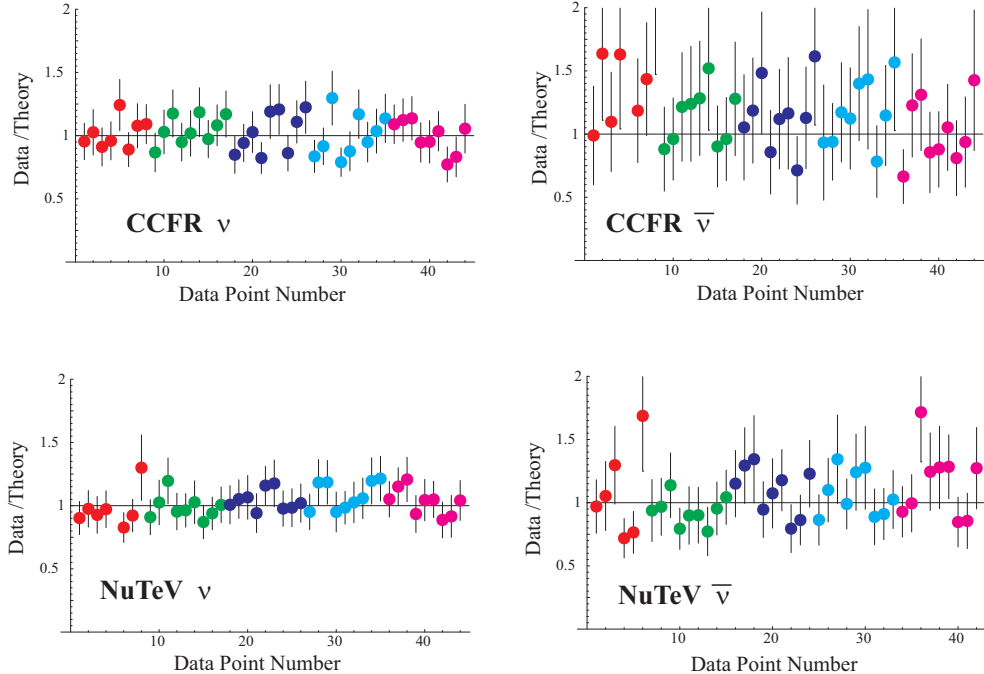 2
1.5
1
0.5
Data /Theory
CCFR ν
10
20
30
40
Data Point Number
2
1.5
1
0.5
Data /Theory
CCFR ν̅
10
20
30
40
Data Point Number
2
1.5
1
0.5
Data /Theory
NuTeV ν
10
20
30
40
Data Point Number
2
1.5
1
0.5
Data /Theory
NuTeV ν̅
10
20
30
40
Data Point Number